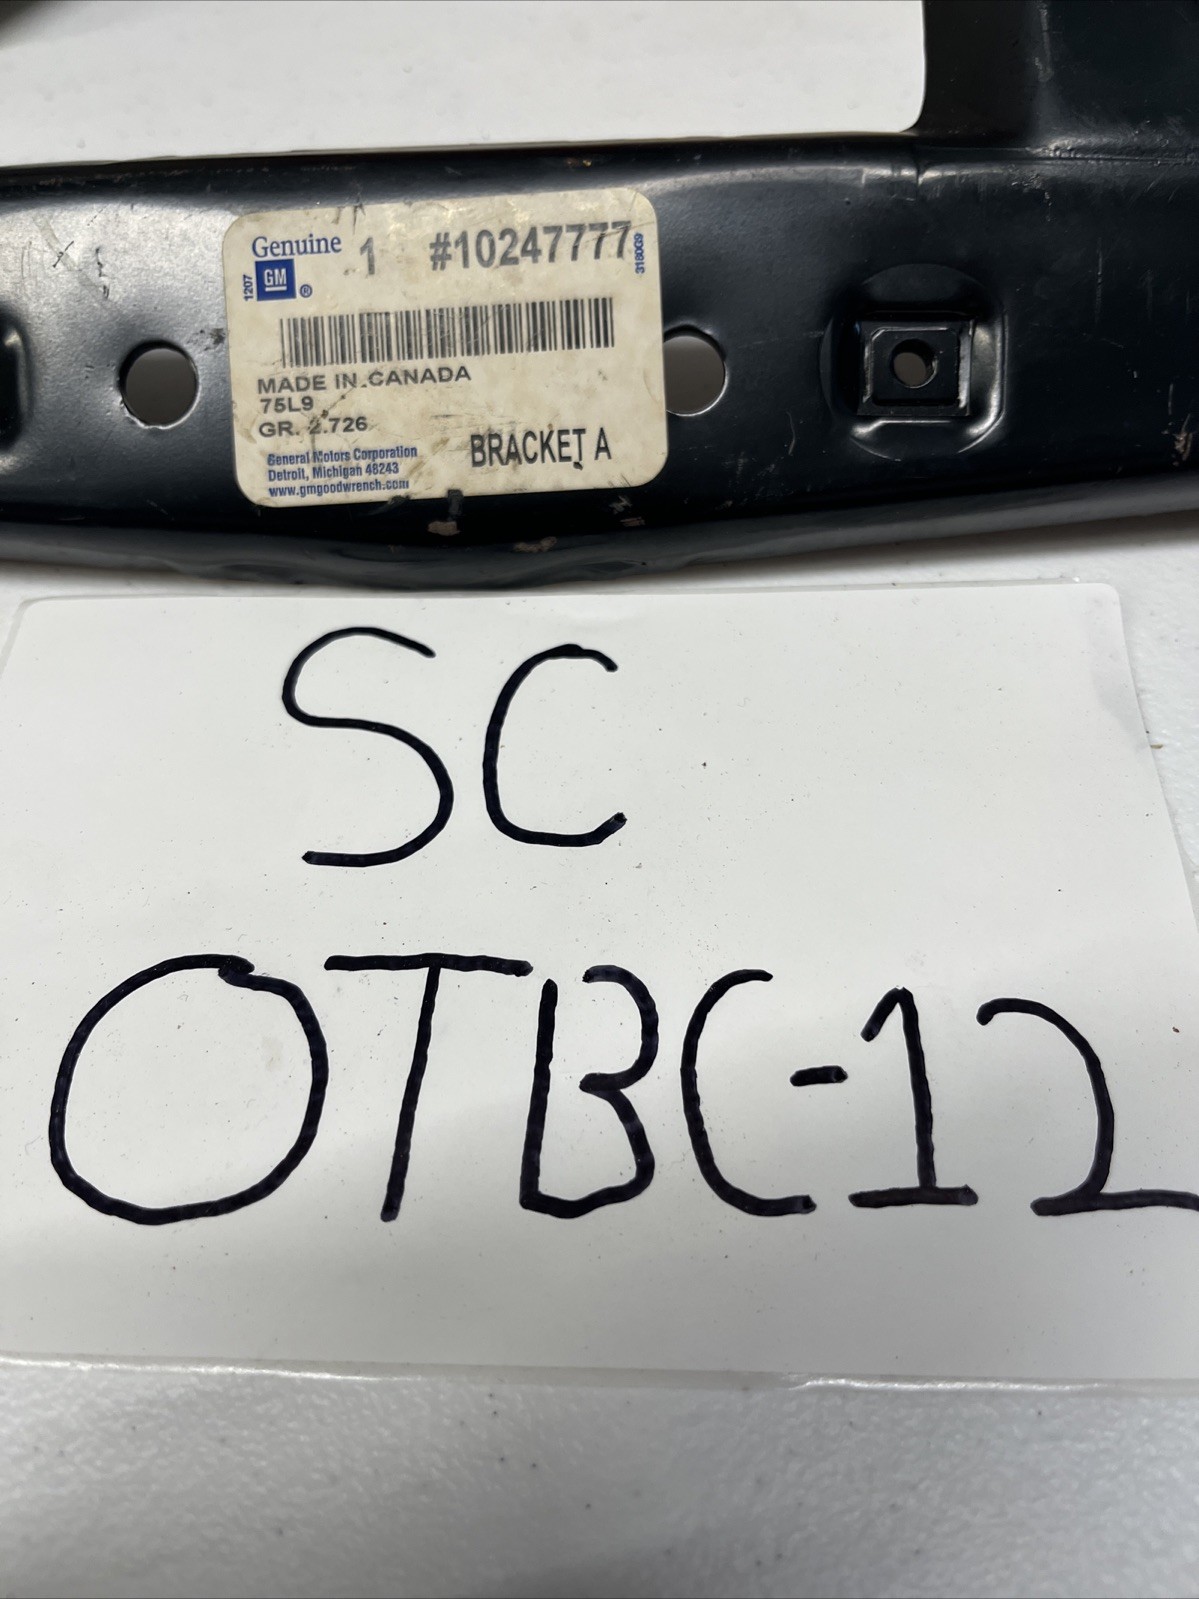 Genuine 1 #10247777
1207 GM ® 3180G9
MADE IN CANADA
75L9
GR. 2.726
General Motors Corporation
Detroit, Michigan 48243
www.gmgoodwrench.com
BRACKET A
SC
OTBC-12